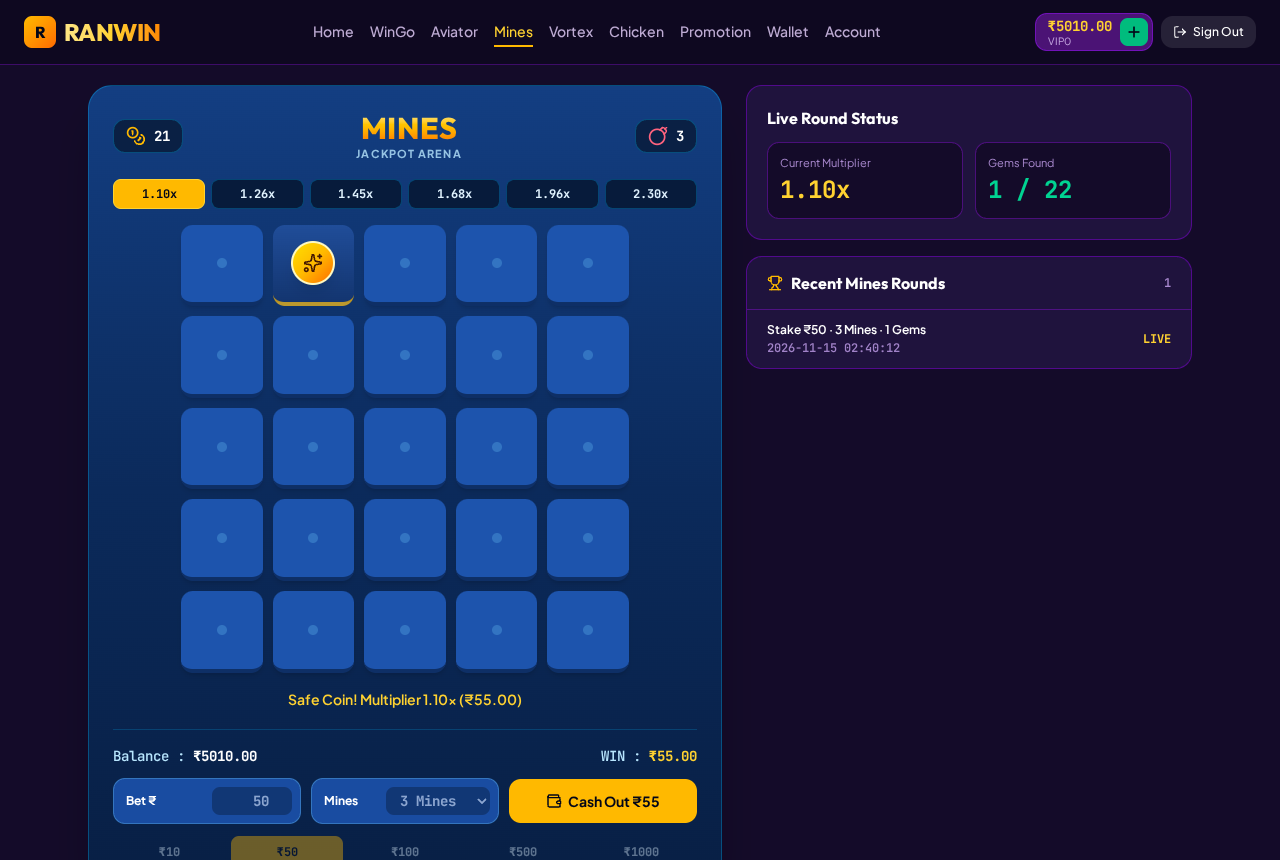 R RANWIN
Home WinGo Aviator Mines Vortex Chicken Promotion Wallet Account
₹5010.00
VIP0
Sign Out
21
MINES
JACKPOT ARENA
3
1.10x 1.26x 1.45x 1.68x 1.96x 2.30x
Safe Coin! Multiplier 1.10× (₹55.00)
Balance : ₹5010.00
WIN : ₹55.00
Bet ₹ 50
Mines 3 Mines
Cash Out ₹55
₹10 ₹50 ₹100 ₹500 ₹1000
Live Round Status
Current Multiplier
1.10x
Gems Found
1 / 22
Recent Mines Rounds
1
Stake ₹50 · 3 Mines · 1 Gems
2026-11-15 02:40:12
LIVE